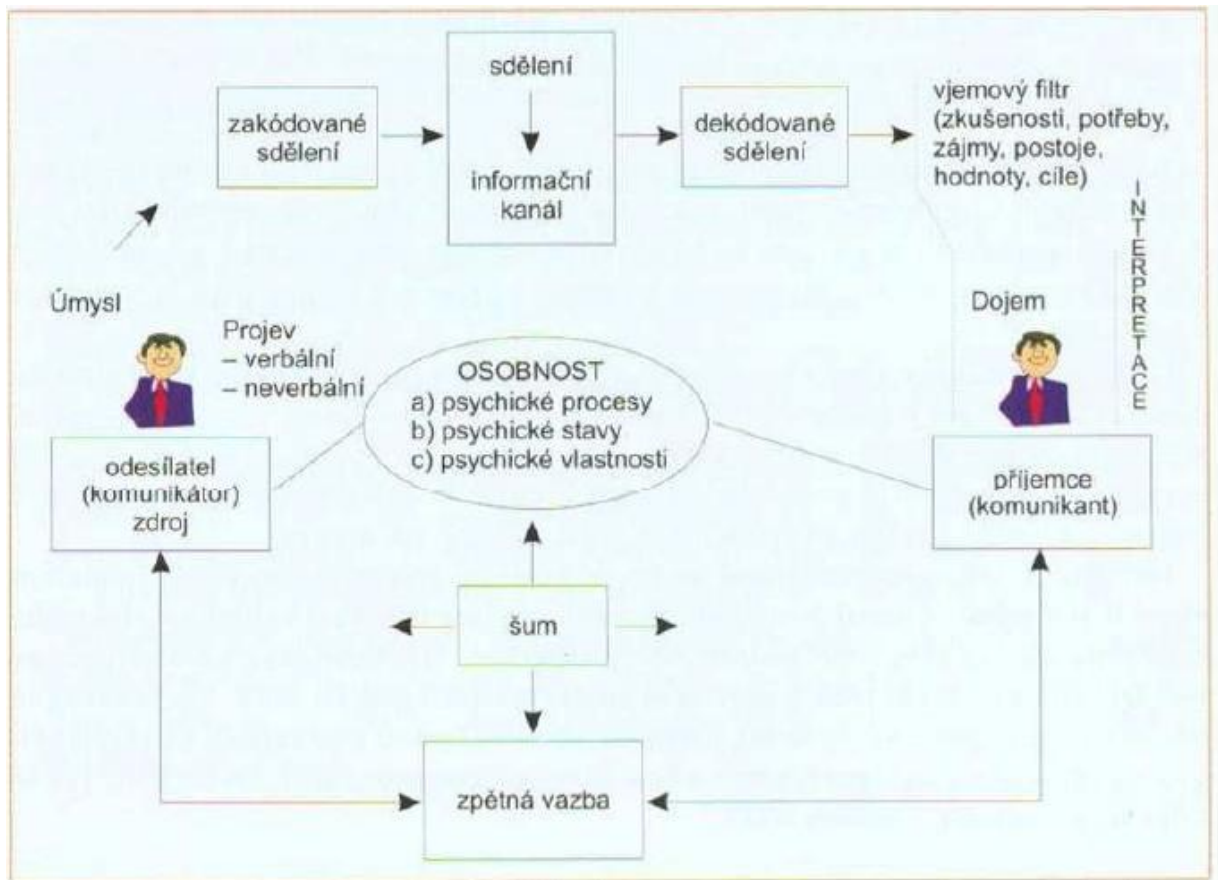 zakódované
sdělení
sdělení
informační
kanál
dekódované
sdělení
vjemový filtr
(zkušenosti, potřeby,
zájmy, postoje,
hodnoty, cíle)
INTERPRETACE
Úmysl
Projev
– verbální
– neverbální
OSOBNOST
a) psychické procesy
b) psychické stavy
c) psychické vlastnosti
Dojem
odesílatel
(komunikátor)
zdroj
příjemce
(komunikant)
šum
zpětná vazba